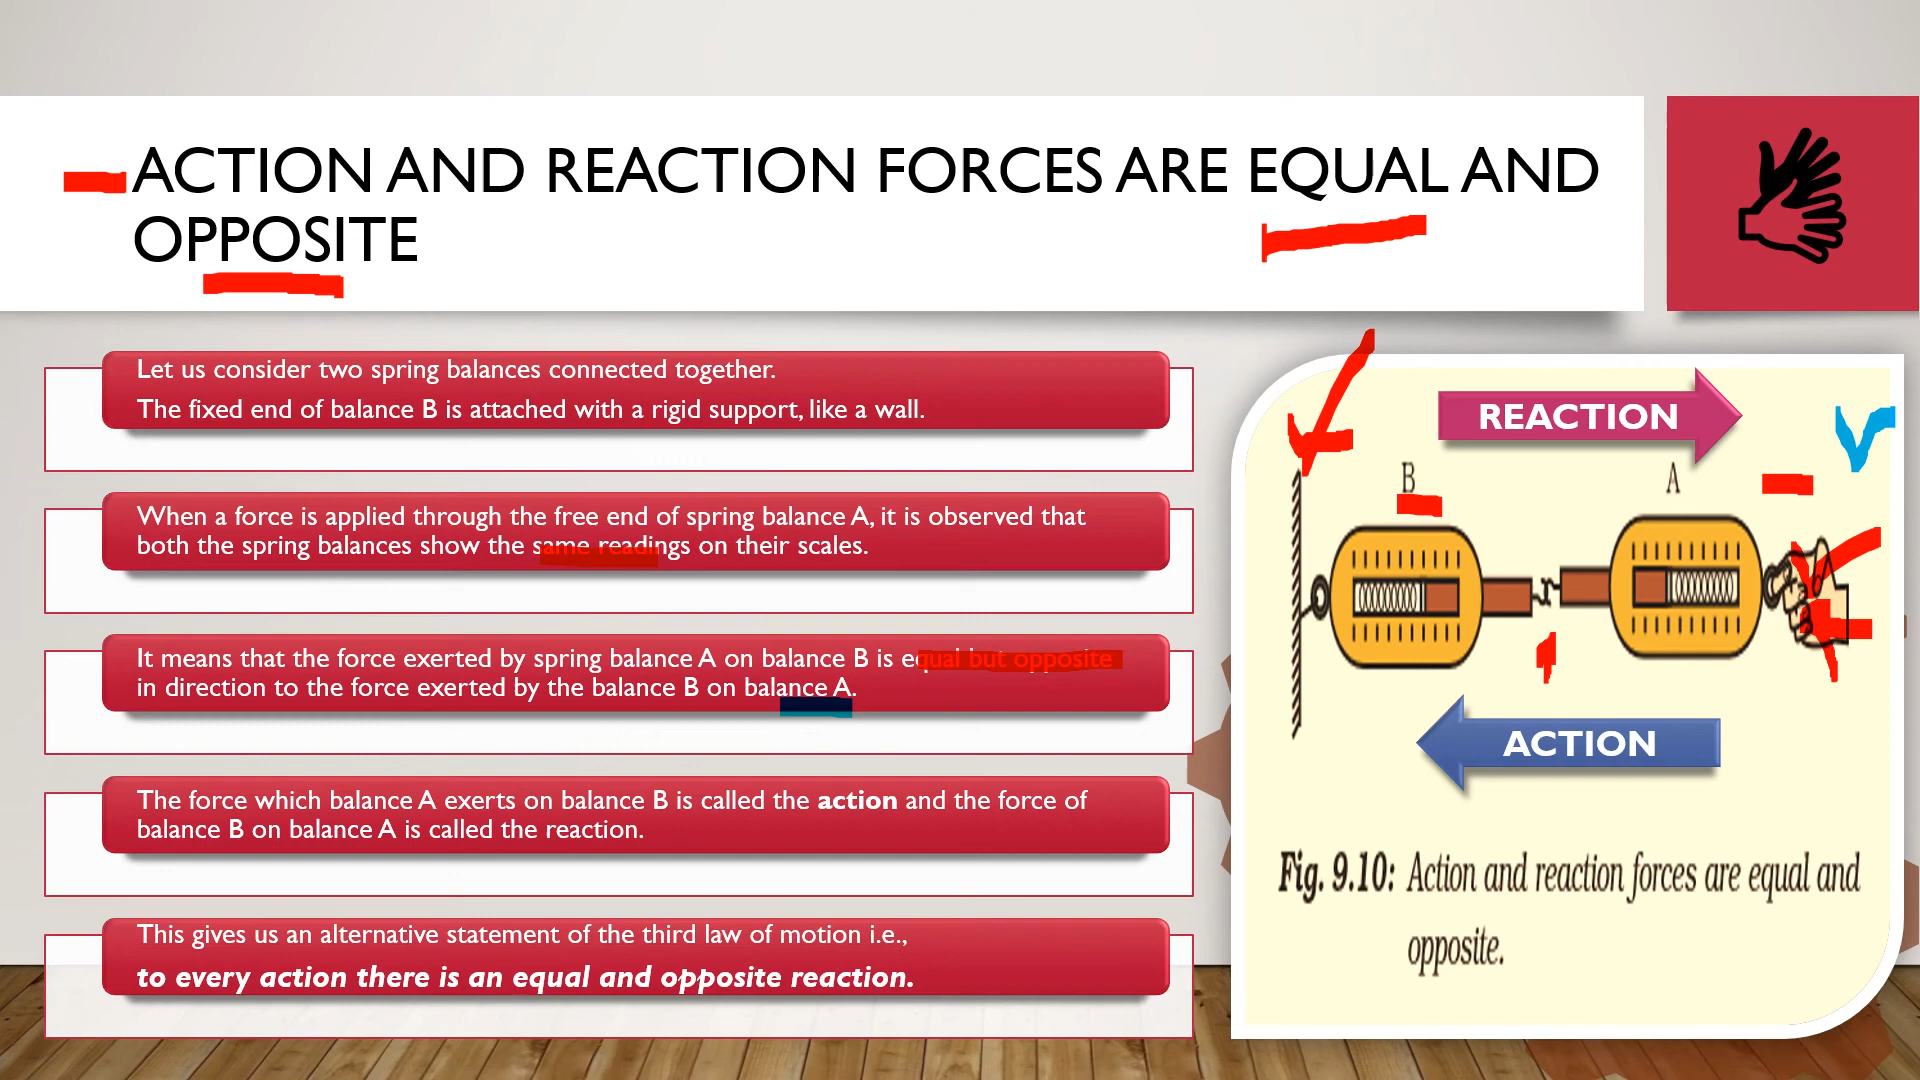 ACTION AND REACTION FORCES ARE EQUAL AND
OPPOSITE
Let us consider two spring balances connected together.
The fixed end of balance B is attached with a rigid support, like a wall.
When a force is applied through the free end of spring balance A, it is observed that
both the spring balances show the same readings on their scales.
It means that the force exerted by spring balance A on balance B is equal but opposite
in direction to the force exerted by the balance B on balance A.
The force which balance A exerts on balance B is called the action and the force of
balance B on balance A is called the reaction.
This gives us an alternative statement of the third law of motion i.e.,
to every action there is an equal and opposite reaction.
REACTION
B
A
ACTION
Fig. 9.10: Action and reaction forces are equal and
opposite.